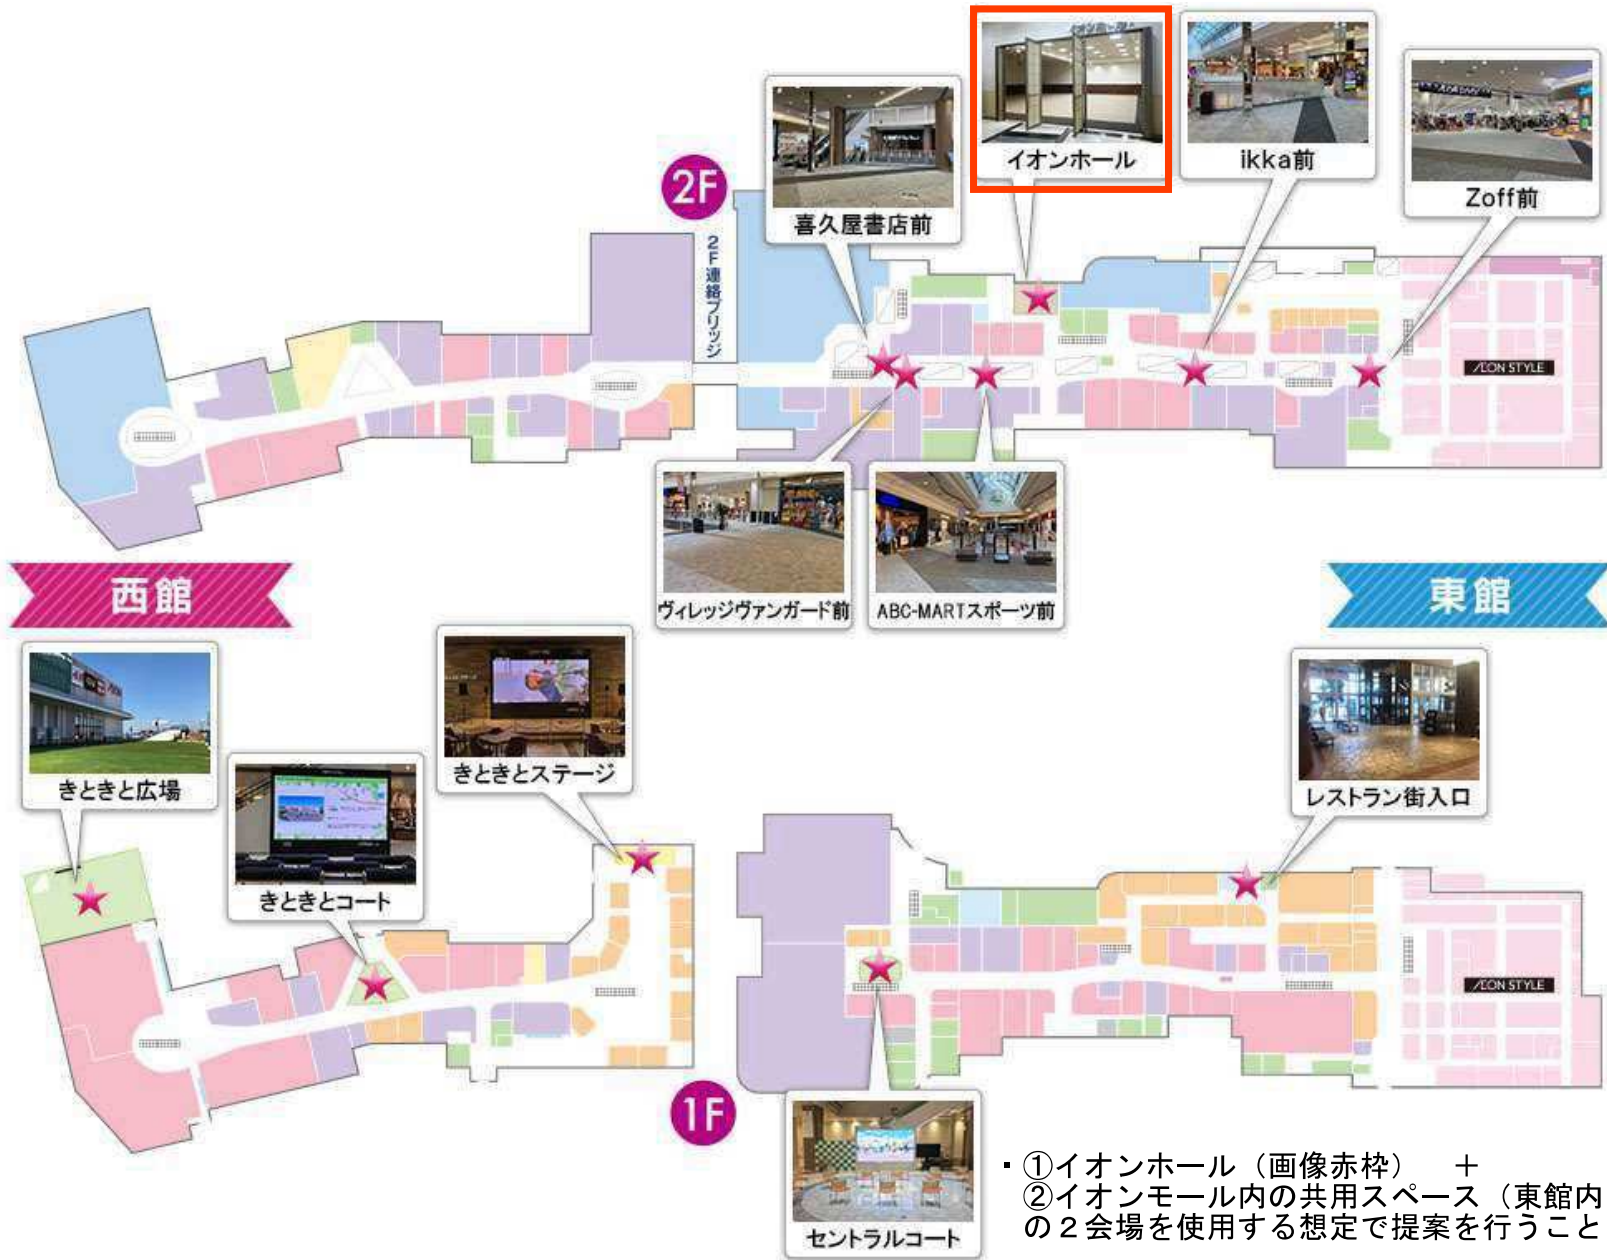 イオンホール
ikka前
Zoff前
喜久屋書店前
2F
2F連絡ブリッジ
AEON STYLE
ヴィレッジヴァンガード前
ABC-MARTスポーツ前
西館
東館
きときと広場
きときとステージ
きときとコート
レストラン街入口
AEON STYLE
1F
セントラルコート
・①イオンホール（画像赤枠）　＋
②イオンモール内の共用スペース（東館内
の２会場を使用する想定で提案を行うこと